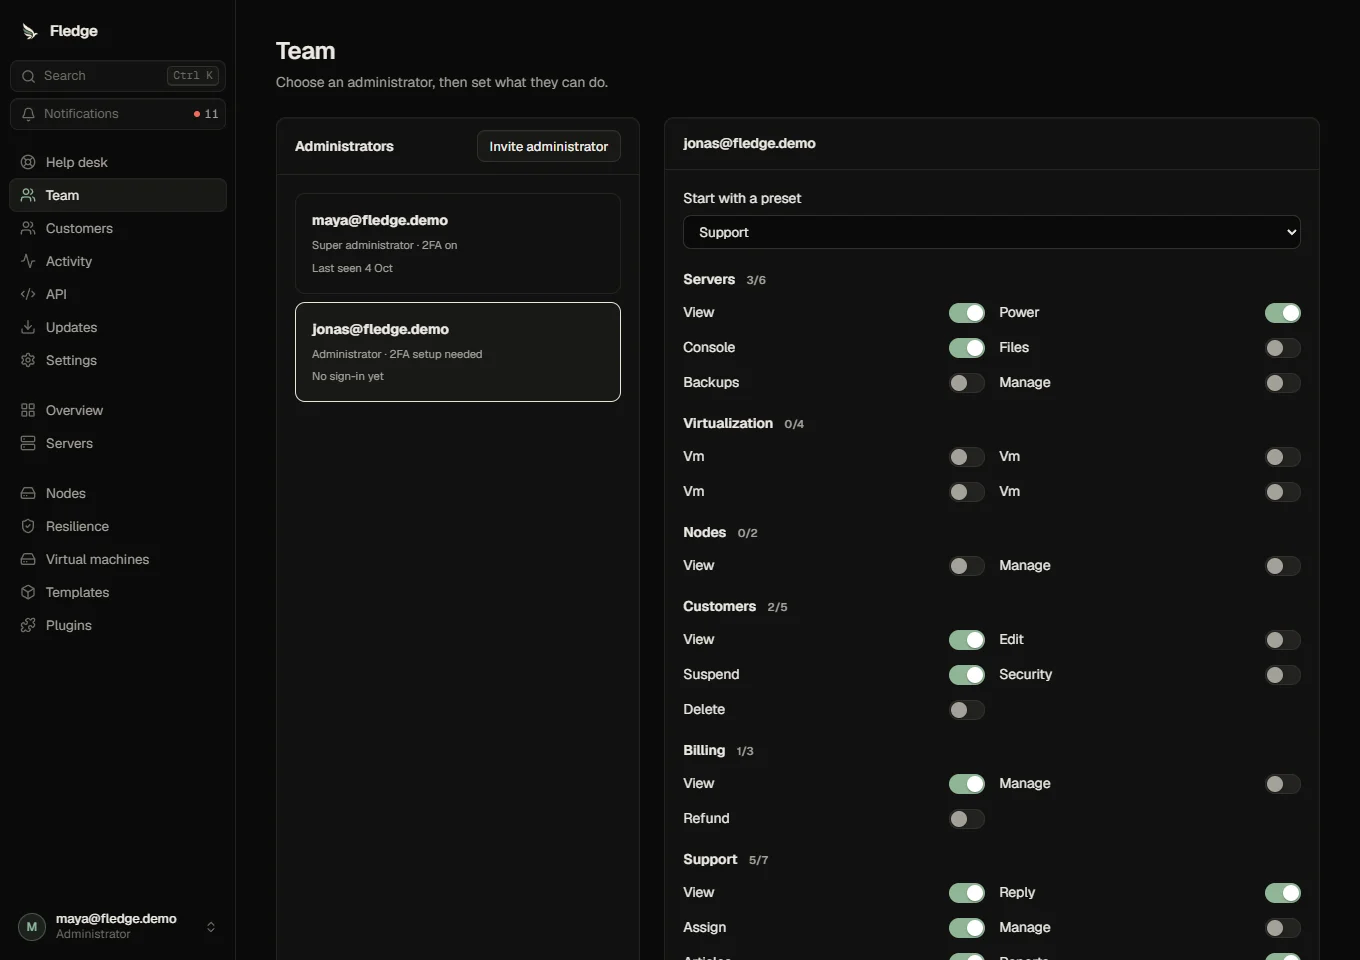 Fledge
Search
Ctrl K
Notifications
11
Help desk
Team
Customers
Activity
API
Updates
Settings
Overview
Servers
Nodes
Resilience
Virtual machines
Templates
Plugins
M
maya@fledge.demo
Administrator
Team
Choose an administrator, then set what they can do.
Administrators
Invite administrator
maya@fledge.demo
Super administrator · 2FA on
Last seen 4 Oct
jonas@fledge.demo
Administrator · 2FA setup needed
No sign-in yet
jonas@fledge.demo
Start with a preset
Support
Servers 3/6
View Power
Console Files
Backups Manage
Virtualization 0/4
Vm Vm
Vm Vm
Nodes 0/2
View Manage
Customers 2/5
View Edit
Suspend Security
Delete
Billing 1/3
View Manage
Refund
Support 5/7
View Reply
Assign Manage